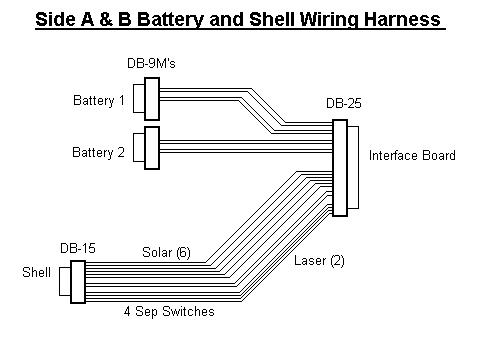 Side A & B Battery and Shell Wiring Harness
DB-9M's
Battery 1
DB-25
Battery 2
Interface Board
DB-15
Solar (6)
Laser (2)
Shell
4 Sep Switches